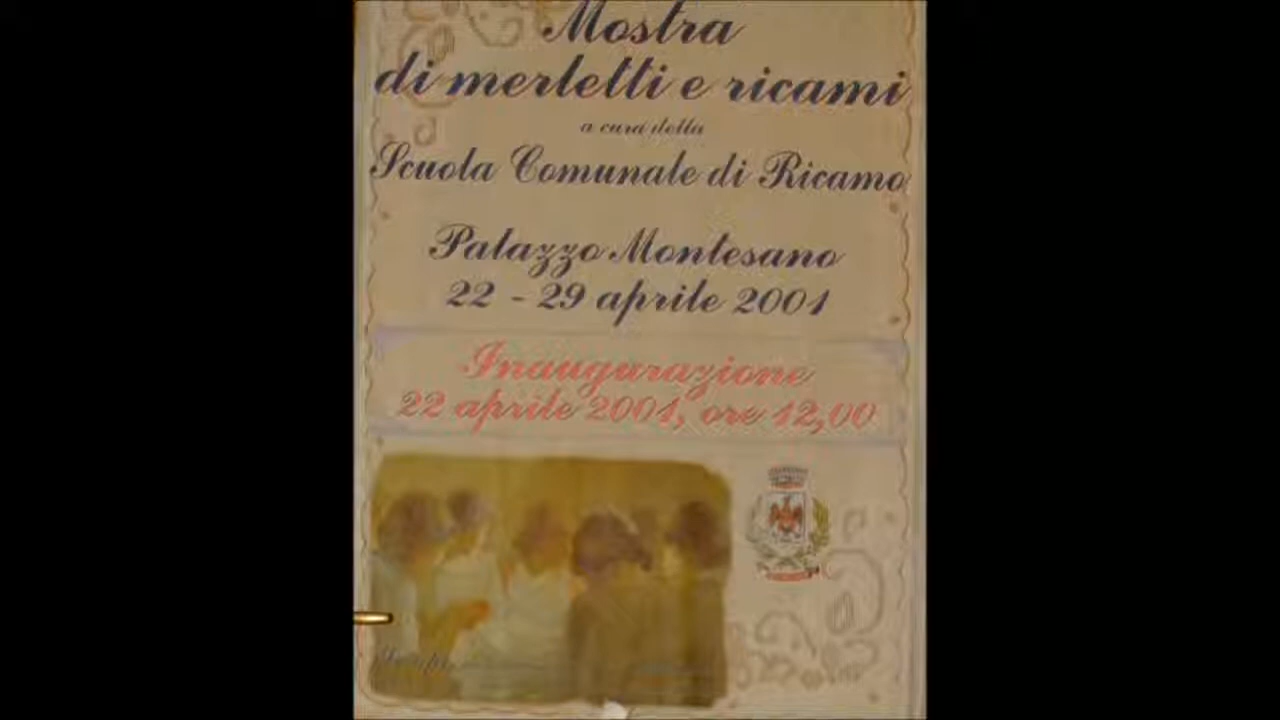 Mostra
di merletti e ricami
a cura della
Scuola Comunale di Ricamo
Palazzo Montesano
22 - 29 aprile 2001
Inaugurazione
22 aprile 2001, ore 12,00